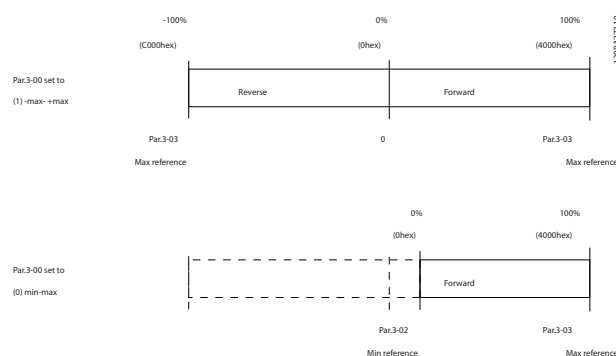 -100% 0% 100%
(C000hex) (0hex) (4000hex)
Par.3-00 set to
(1) -max- +max
Reverse Forward
Par.3-03 0 Par.3-03
Max reference Max reference
0% 100%
(0hex) (4000hex)
Par.3-00 set to
(0) min-max
Forward
Par.3-02 Par.3-03
Min reference Max reference